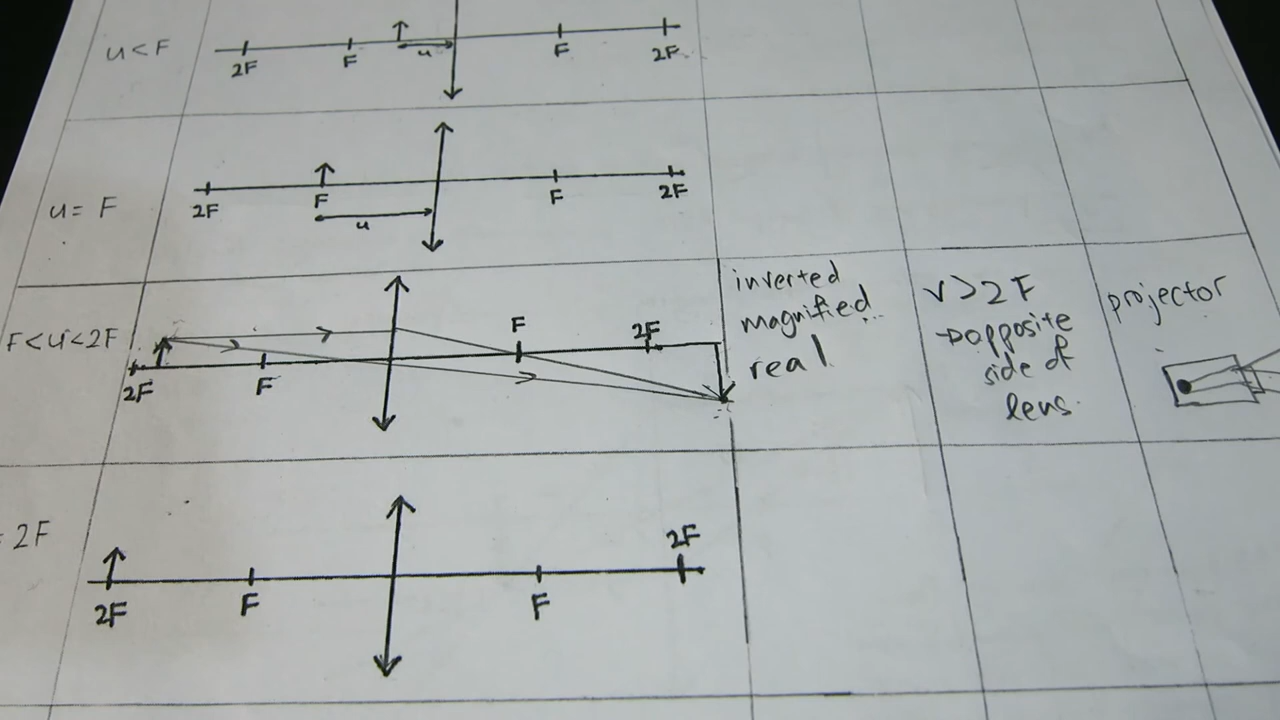 u < F
2F
F
u
F
2F
u = F
2F
F
u
F
2F
F < u < 2F
2F
F
F
2F
inverted
magnified
real
v > 2F
→ opposite
side of
lens.
projector
= 2F
2F
F
F
2F